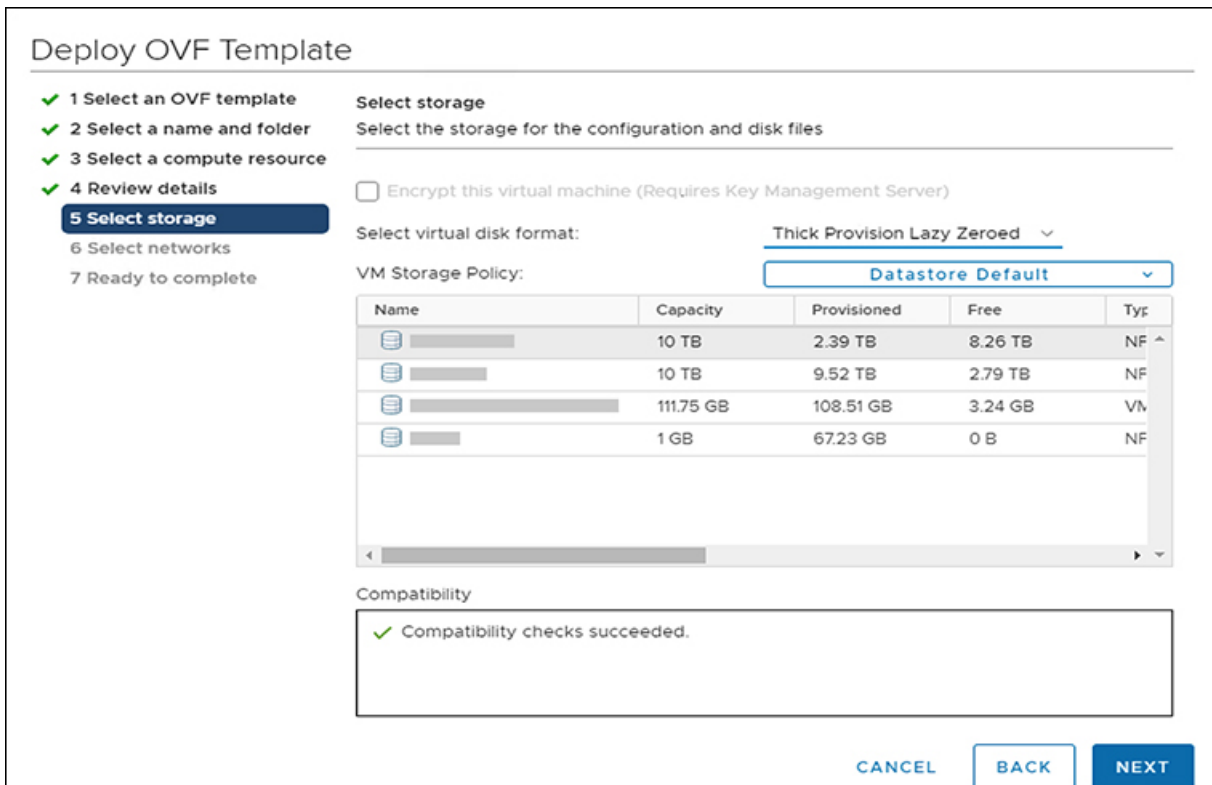 Deploy OVF Template
1 Select an OVF template
2 Select a name and folder
3 Select a compute resource
4 Review details
5 Select storage
6 Select networks
7 Ready to complete
Select storage
Select the storage for the configuration and disk files
Encrypt this virtual machine (Requires Key Management Server)
Select virtual disk format: Thick Provision Lazy Zeroed
VM Storage Policy: Datastore Default
Name Capacity Provisioned Free Typ
10 TB 2.39 TB 8.26 TB NF
10 TB 9.52 TB 2.79 TB NF
111.75 GB 108.51 GB 3.24 GB VM
1 GB 67.23 GB 0 B NF
Compatibility
Compatibility checks succeeded.
CANCEL BACK NEXT